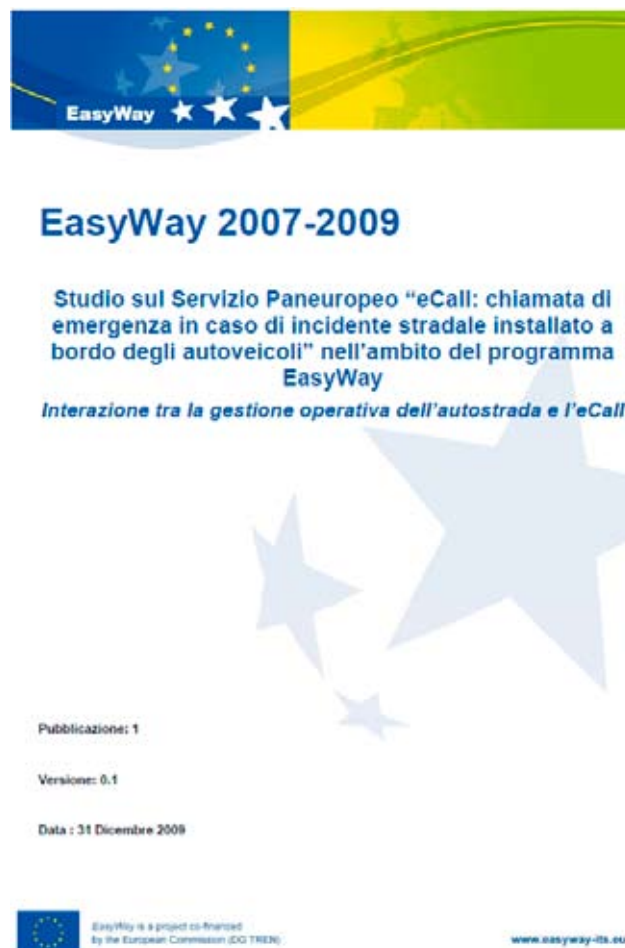 EasyWay
EasyWay 2007-2009
Studio sul Servizio Paneuropeo “eCall: chiamata di
emergenza in caso di incidente stradale installato a
bordo degli autoveicoli” nell’ambito del programma
EasyWay
Interazione tra la gestione operativa dell’autostrada e l’eCall
Pubblicazione: 1
Versione: 0.1
Data : 31 Dicembre 2009
EasyWay is a project co-financed
by the European Commission (DG TREN)
www.easyway-its.eu